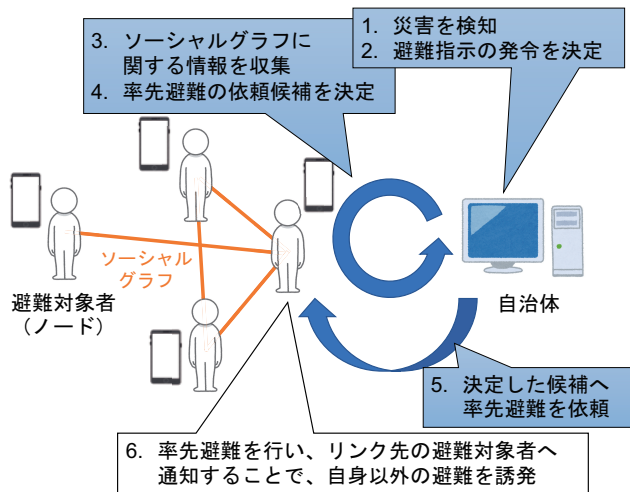 3. ソーシャルグラフに
関する情報を収集
4. 率先避難の依頼候補を決定
1. 災害を検知
2. 避難指示の発令を決定
ソーシャル
グラフ
避難対象者
（ノード）
自治体
5. 決定した候補へ
率先避難を依頼
6. 率先避難を行い、リンク先の避難対象者へ
通知することで、自身以外の避難を誘発